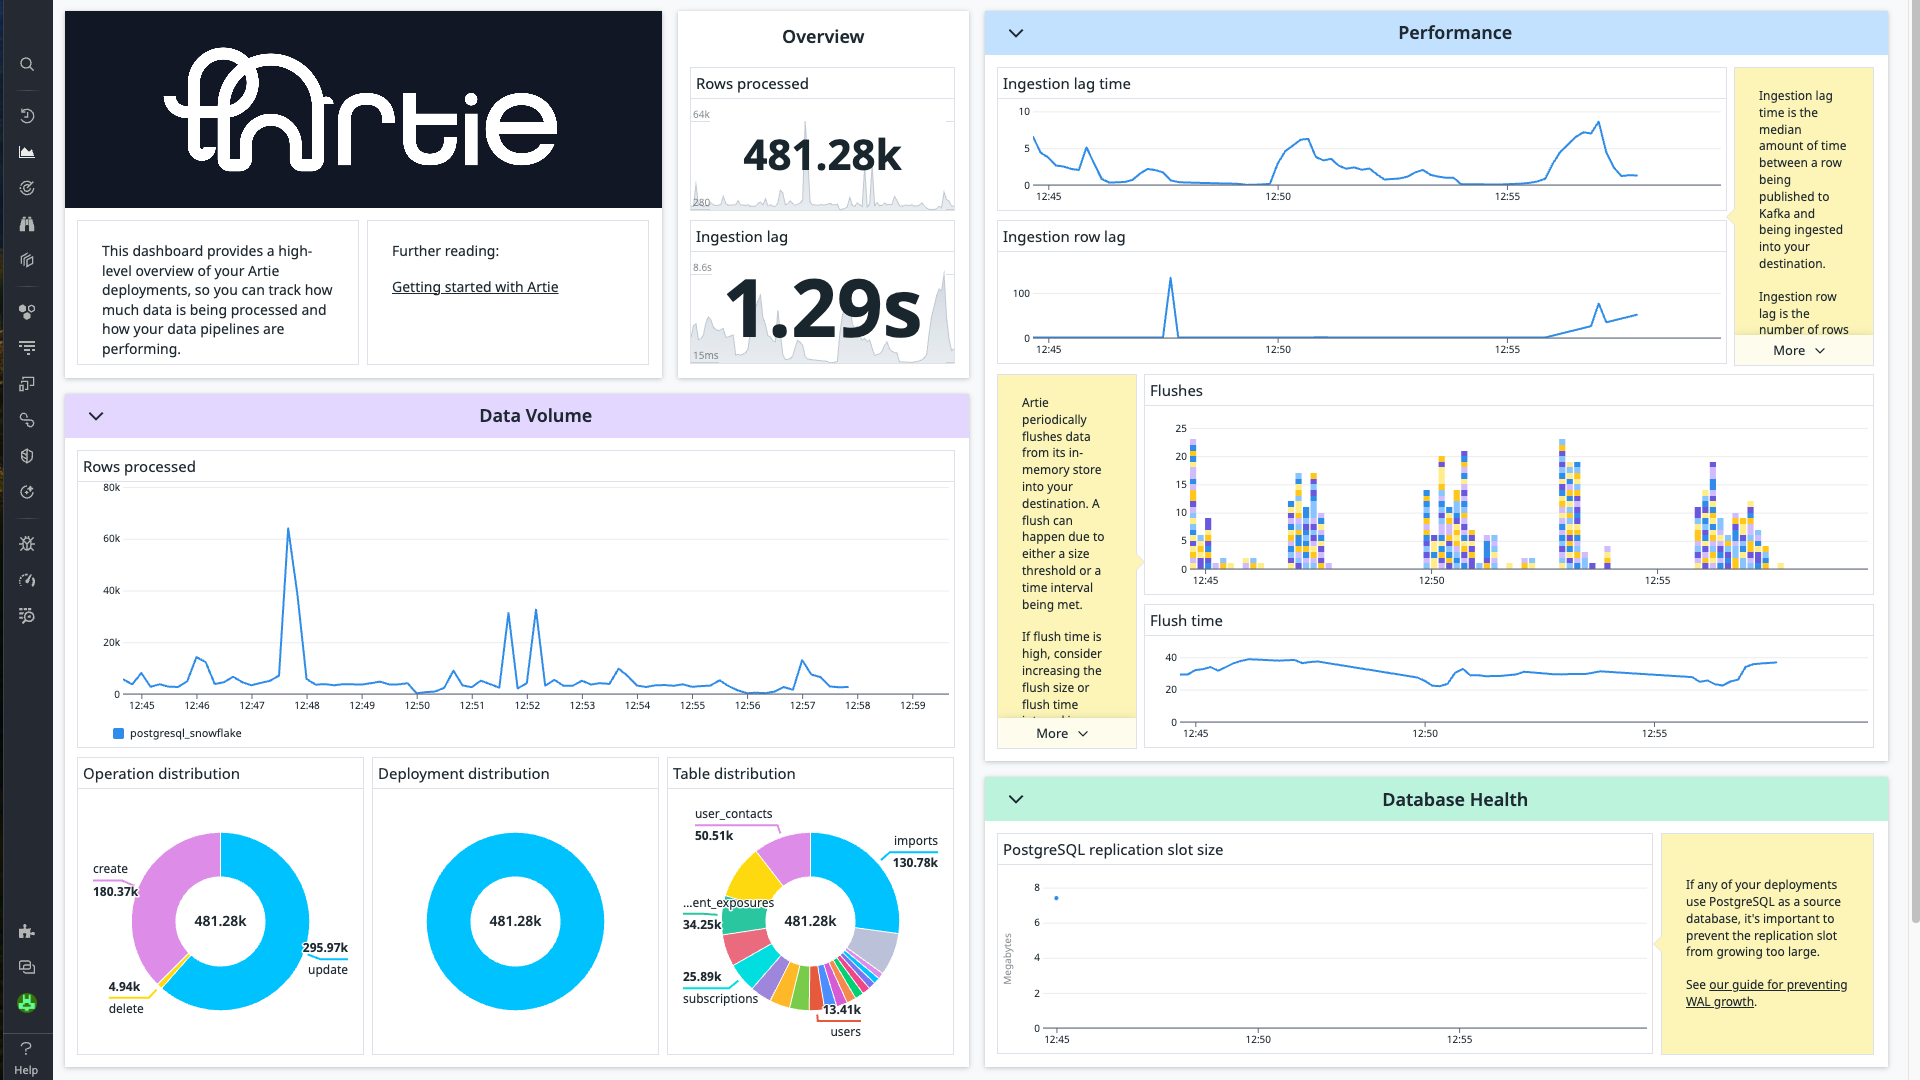 Artie
This dashboard provides a high-
level overview of your Artie
deployments, so you can track how
much data is being processed and
how your data pipelines are
performing.
Further reading:
Getting started with Artie
Overview
Rows processed
64k
481.28k
280
Ingestion lag
8.6s
1.29s
15ms
Data Volume
Rows processed
80k
60k
40k
20k
0
12:45 12:46 12:47 12:48 12:49 12:50 12:51 12:52 12:53 12:54 12:55 12:56 12:57 12:58 12:59
postgresql_snowflake
Operation distribution
create
180.37k
481.28k
295.97k
update
4.94k
delete
Deployment distribution
481.28k
Table distribution
user_contacts
50.51k
imports
130.78k
...ent_exposures
34.25k
481.28k
25.89k
subscriptions
13.41k
users
Performance
Ingestion lag time
10
5
0
12:45 12:50 12:55
Ingestion row lag
100
0
12:45 12:50 12:55
Ingestion lag
time is the
median
amount of time
between a row
being
published to
Kafka and
being ingested
into your
destination.
Ingestion row
lag is the
number of rows
More
Artie
periodically
flushes data
from its in-
memory store
into your
destination. A
flush can
happen due to
either a size
threshold or a
time interval
being met.
If flush time is
high, consider
increasing the
flush size or
flush time
More
Flushes
25
20
15
10
5
0
12:45 12:50 12:55
Flush time
40
20
0
12:45 12:50 12:55
Database Health
PostgreSQL replication slot size
Megabytes
8
6
4
2
0
12:45 12:50 12:55
If any of your deployments
use PostgreSQL as a source
database, it's important to
prevent the replication slot
from growing too large.
See our guide for preventing
WAL growth.
Help